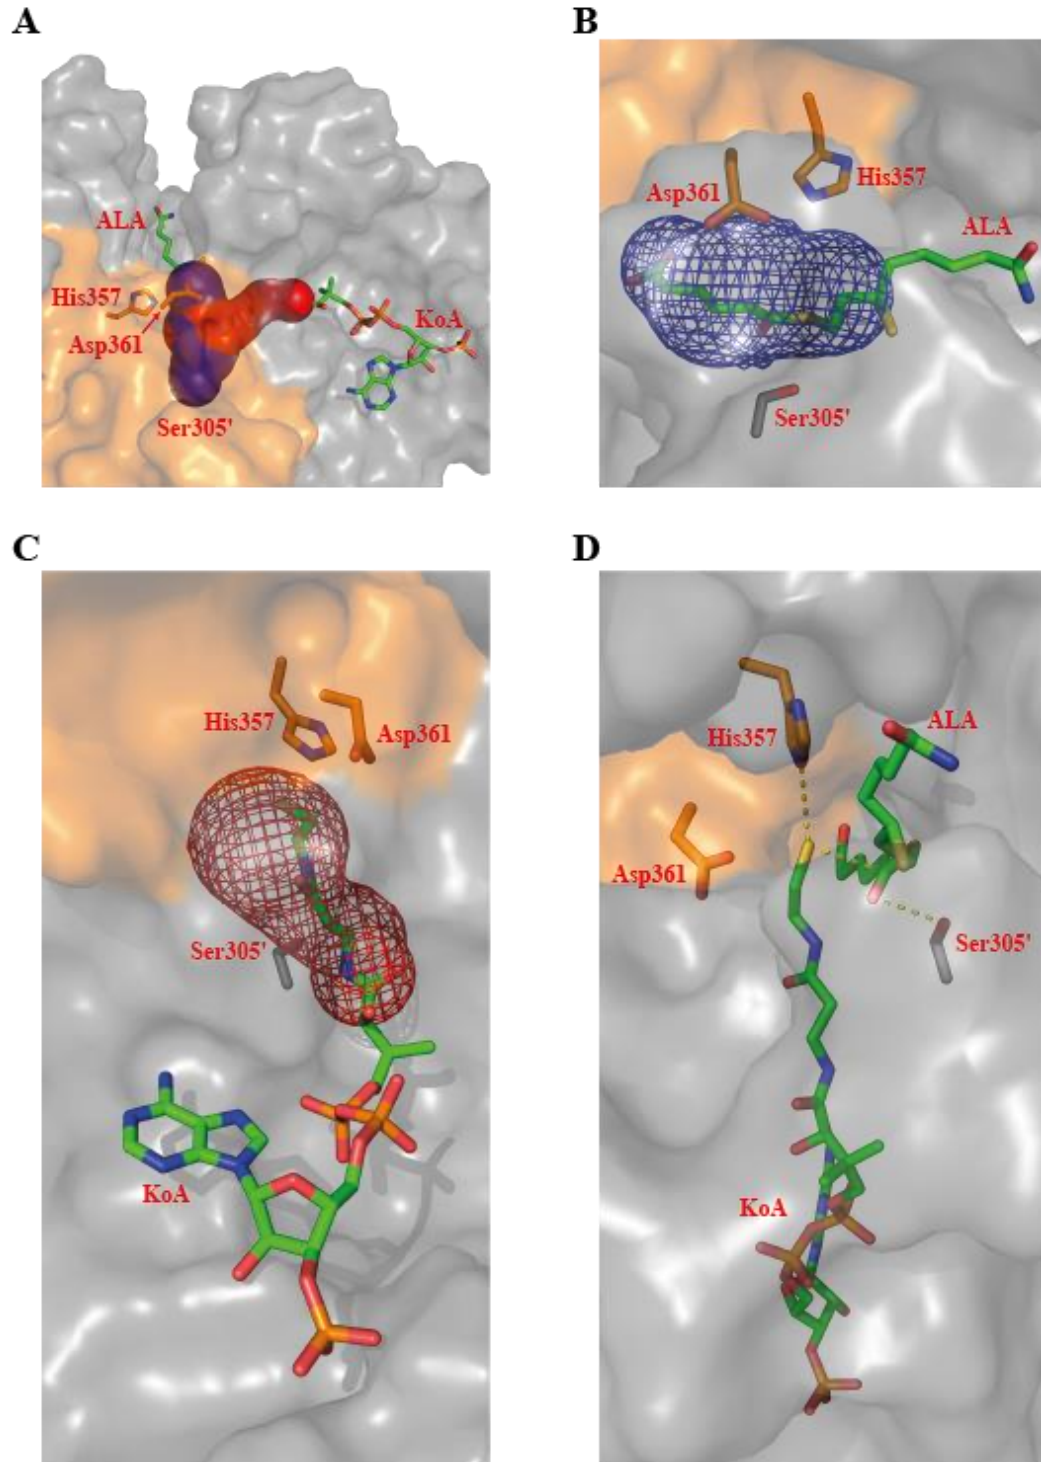 A
B
ALA
His357
Asp361
KoA
Ser305'
His357
Asp361
ALA
Ser305'
C
D
His357
Asp361
Ser305'
KoA
ALA
His357
Asp361
Ser305'
KoA